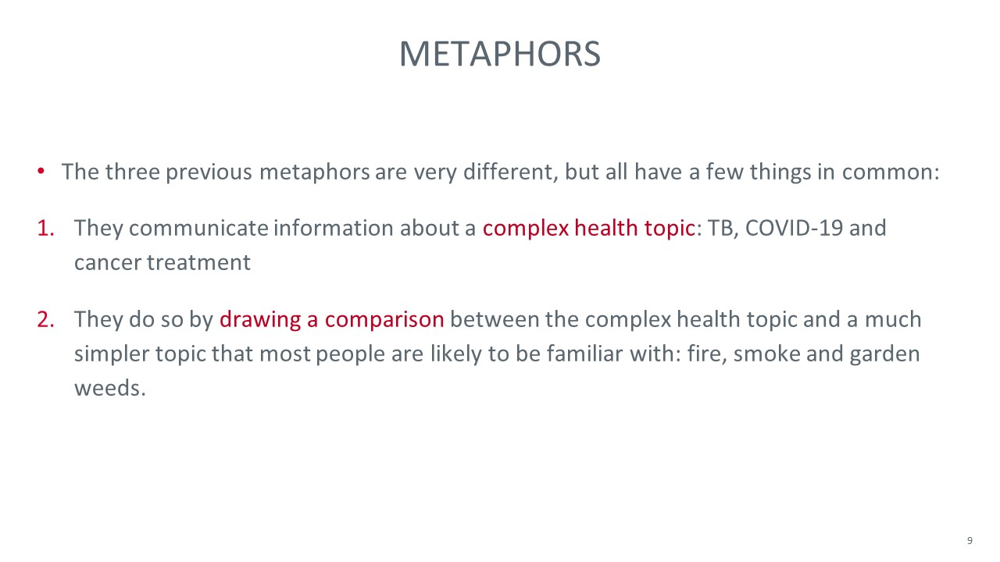 METAPHORS
• The three previous metaphors are very different, but all have a few things in common:
1. They communicate information about a complex health topic: TB, COVID-19 and
cancer treatment
2. They do so by drawing a comparison between the complex health topic and a much
simpler topic that most people are likely to be familiar with: fire, smoke and garden
weeds.
9